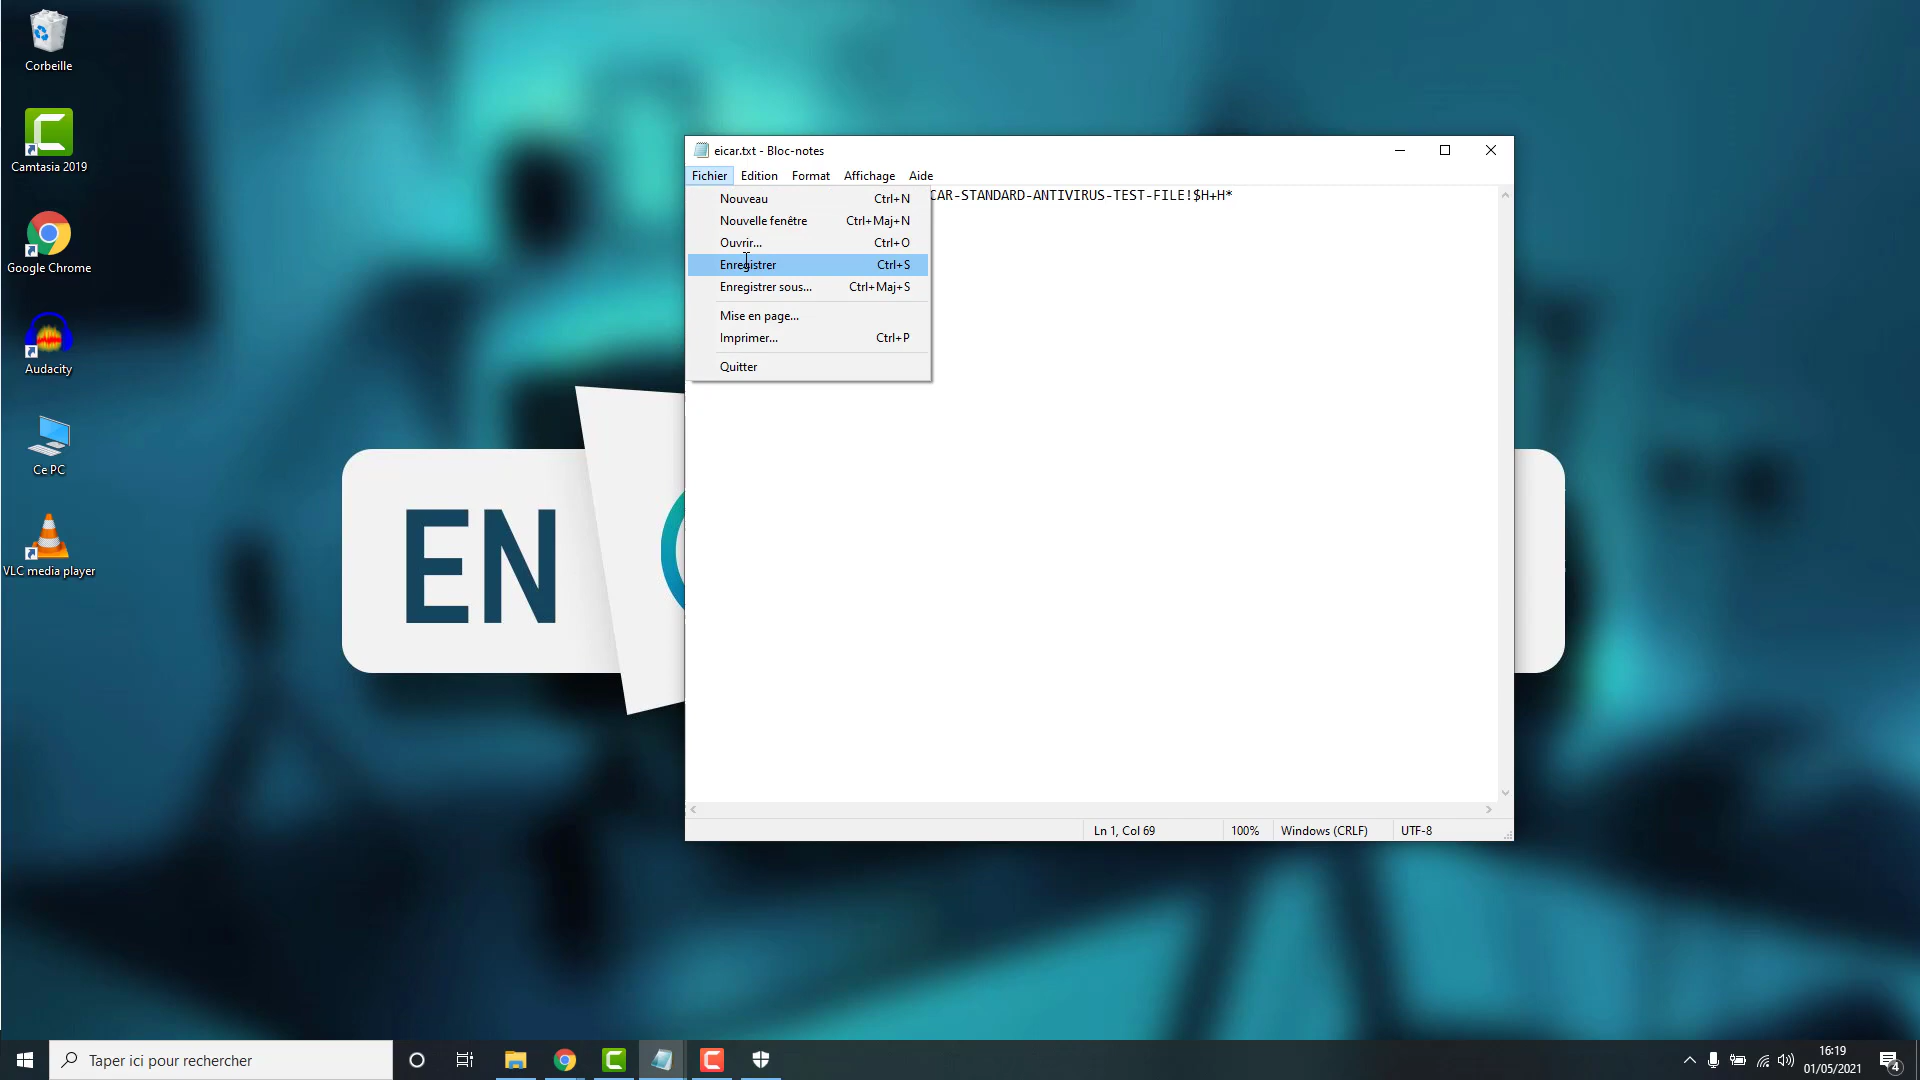 Corbeille
Camtasia 2019
Google Chrome
Audacity
Ce PC
VLC media player
EN
eicar.txt - Bloc-notes
Fichier Edition Format Affichage Aide
CAR-STANDARD-ANTIVIRUS-TEST-FILE!$H+H*
Nouveau Ctrl+N
Nouvelle fenêtre Ctrl+Maj+N
Ouvrir... Ctrl+O
Enregistrer Ctrl+S
Enregistrer sous... Ctrl+Maj+S
Mise en page...
Imprimer... Ctrl+P
Quitter
Ln 1, Col 69 100% Windows (CRLF) UTF-8
Taper ici pour rechercher
16:19
01/05/2021
4